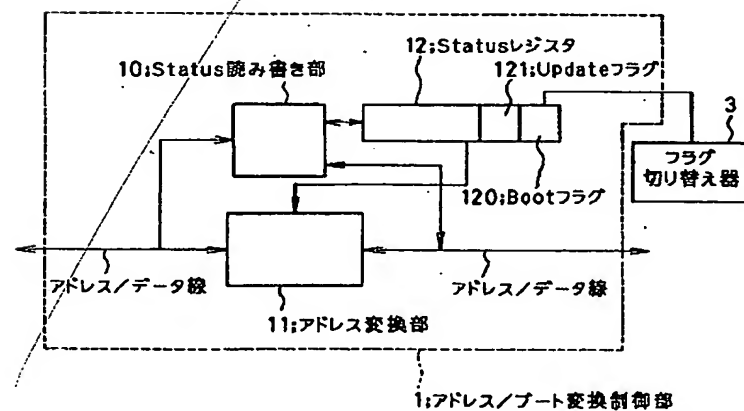 12;Statusレジスタ
10;Status読み書き部
121;Updateフラグ
3
フラグ
切り替え器
120;Bootフラグ
アドレス/データ線
アドレス/データ線
11;アドレス変換部
1;アドレス/ブート変換制御部